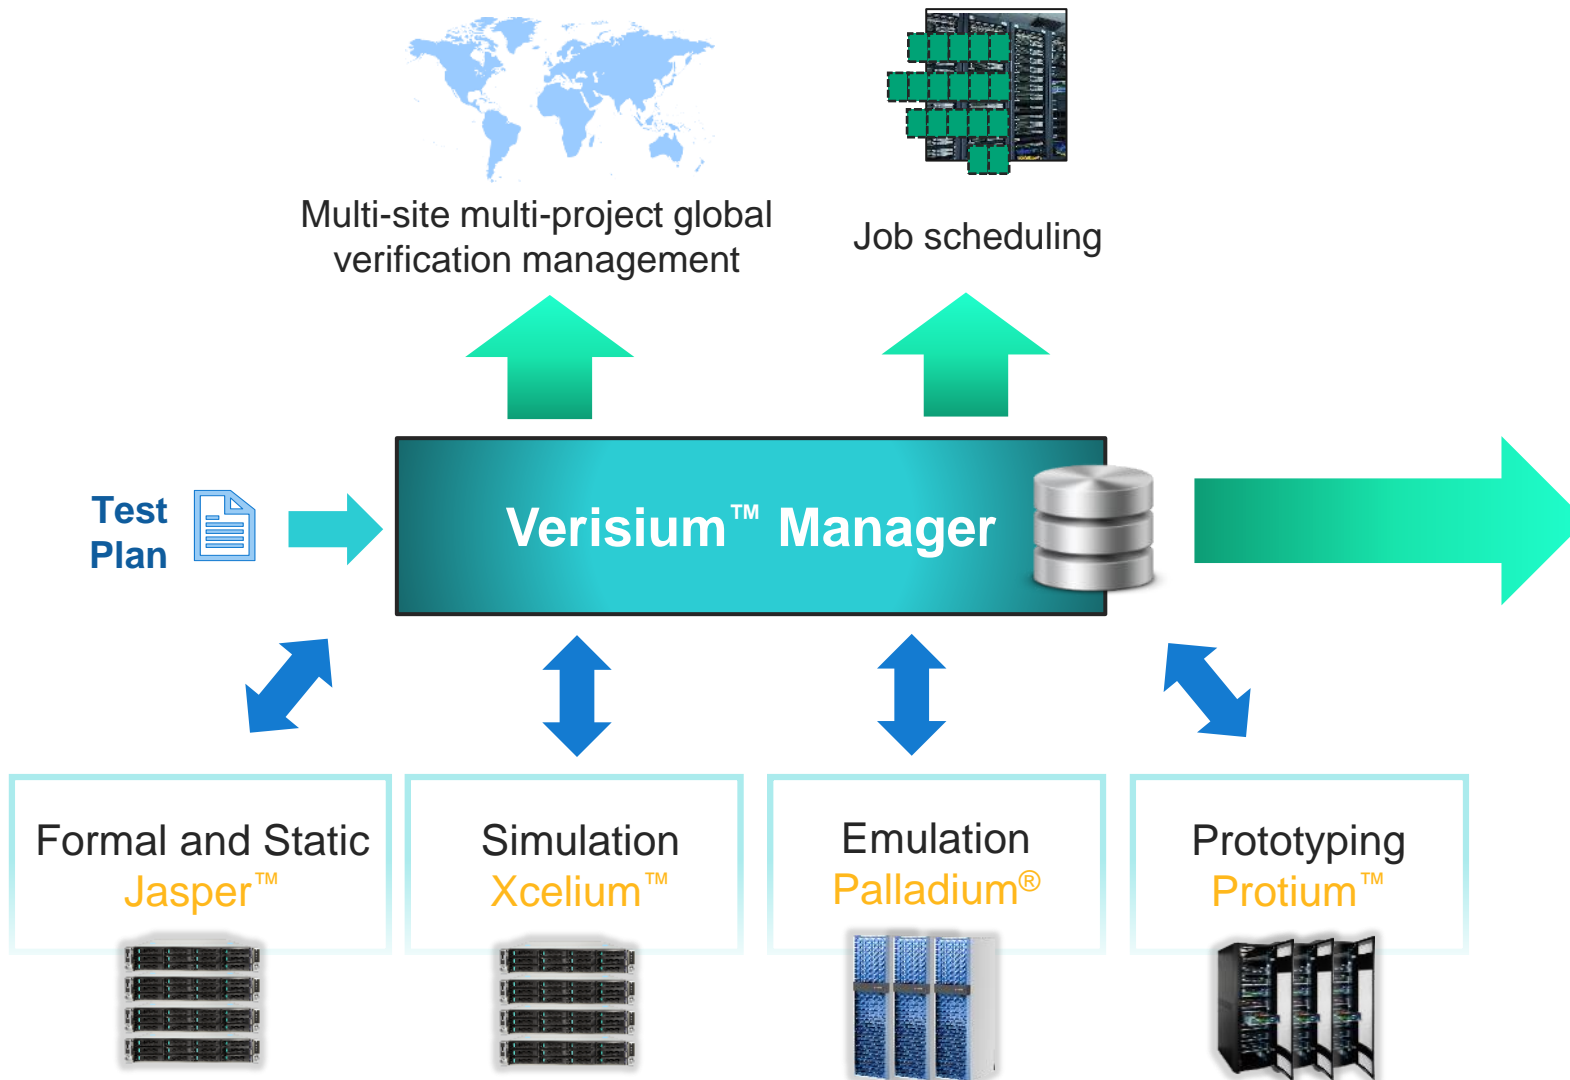 Multi-site multi-project global
verification management
Job scheduling
Test
Plan
Verisium™ Manager
Formal and Static
Jasper™
Simulation
Xcelium™
Emulation
Palladium®
Prototyping
Protium™